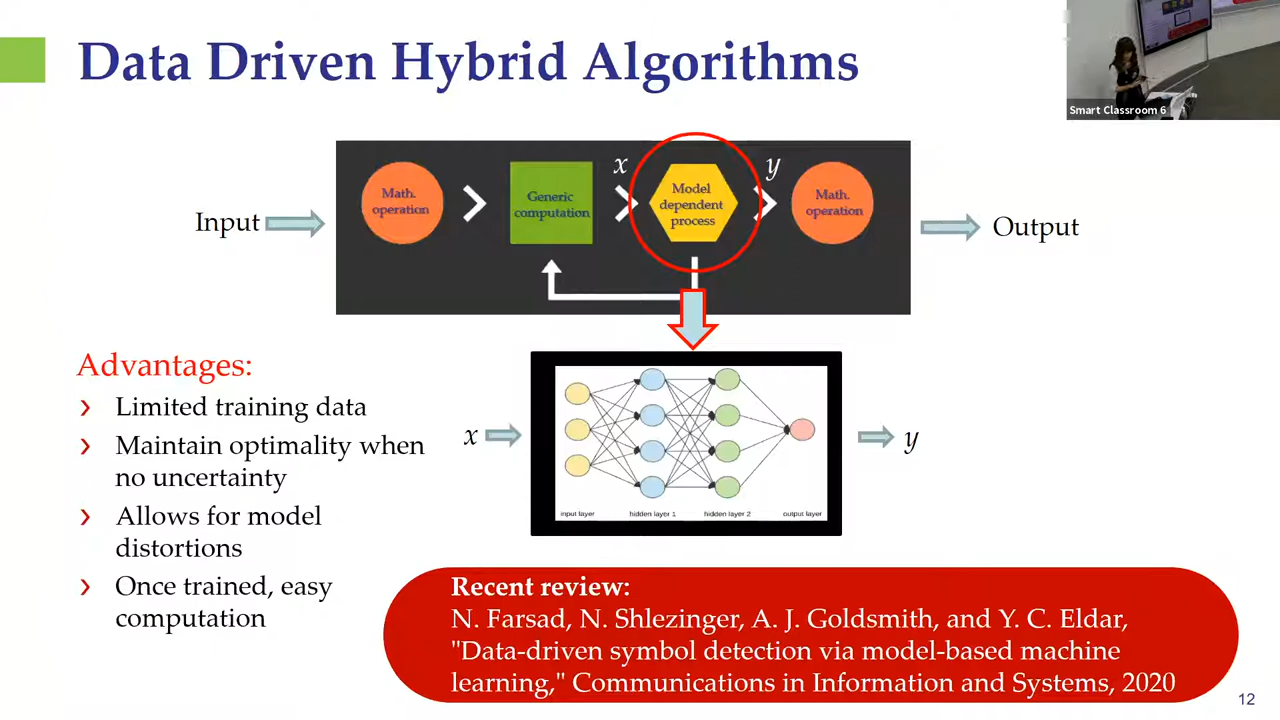 Data Driven Hybrid Algorithms
Smart Classroom 6
Input
Math.
operation
Generic
computation
x
Model
dependent
process
y
Math.
operation
Output
Advantages:
Limited training data
Maintain optimality when
no uncertainty
Allows for model
distortions
Once trained, easy
computation
x
input layer
hidden layer 1
hidden layer 2
output layer
y
Recent review:
N. Farsad, N. Shlezinger, A. J. Goldsmith, and Y. C. Eldar,
"Data-driven symbol detection via model-based machine
learning," Communications in Information and Systems, 2020
12